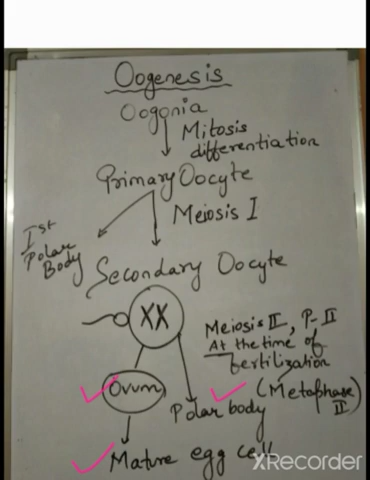 Oogenesis
Oogonia
Mitosis
differentiation
Primary Oocyte
Meiosis I
Ist
Polar
Body
Secondary Oocyte
XX
Meiosis II, P-II
At the time of
fertilization
(Metaphase
II)
Ovum
Polar body
Mature egg cell
XRecorder